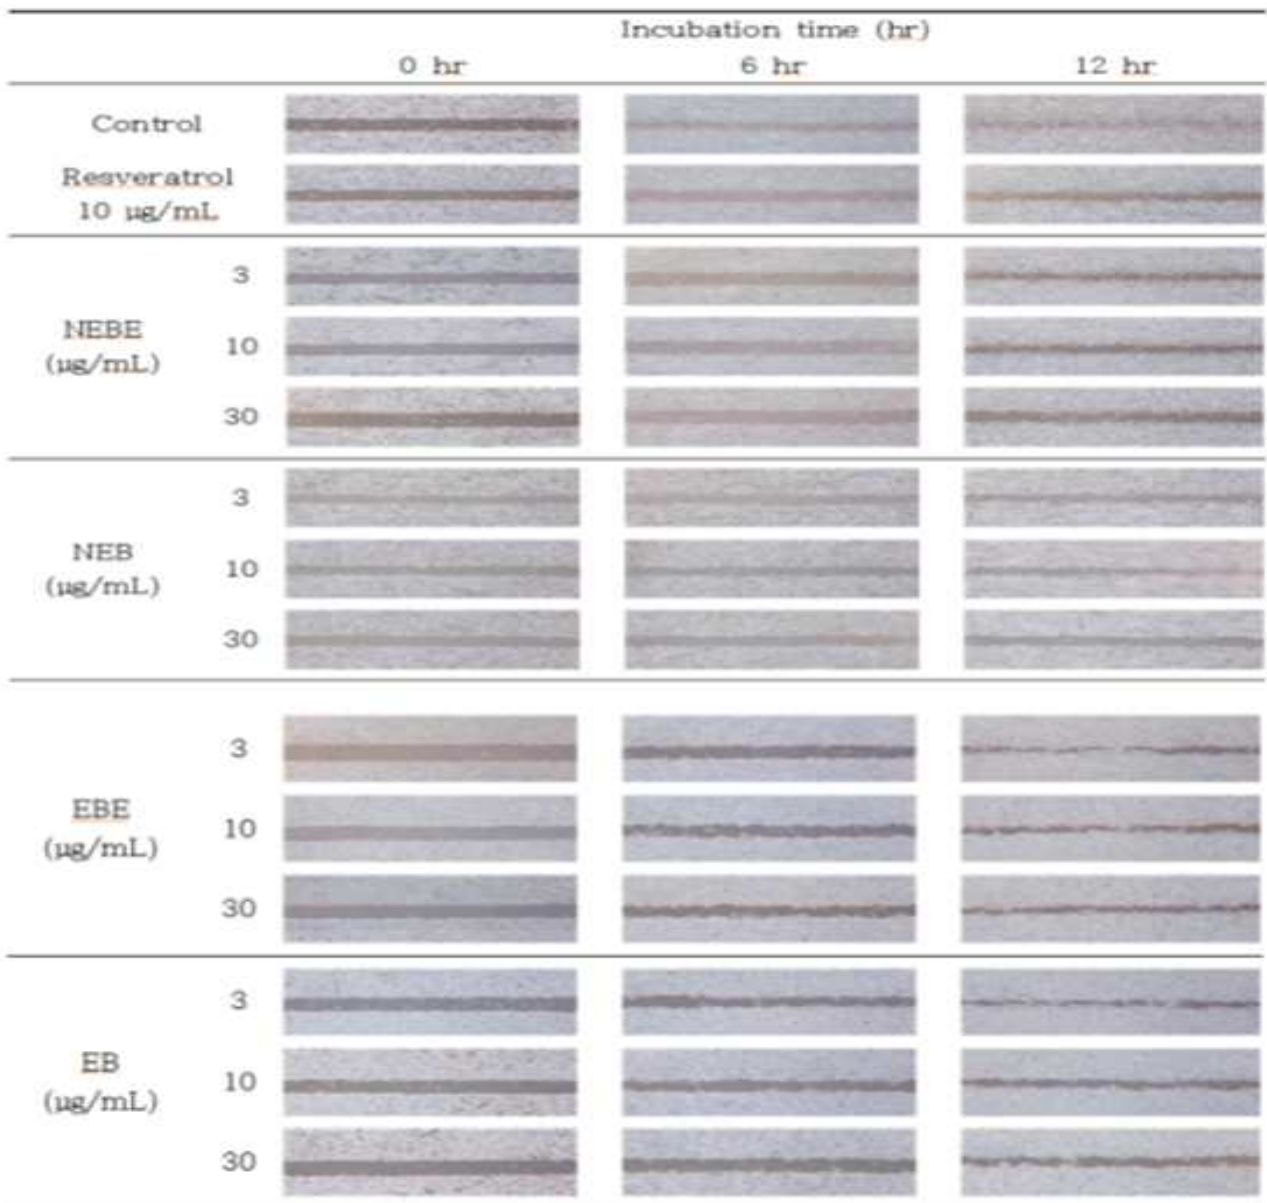 Incubation time (hr)
0 hr 6 hr 12 hr
Control
Resveratrol
10 µg/mL
3
NEBE
(µg/mL)
10
30
3
NEB
(µg/mL)
10
30
3
EBE
(µg/mL)
10
30
3
EB
(µg/mL)
10
30